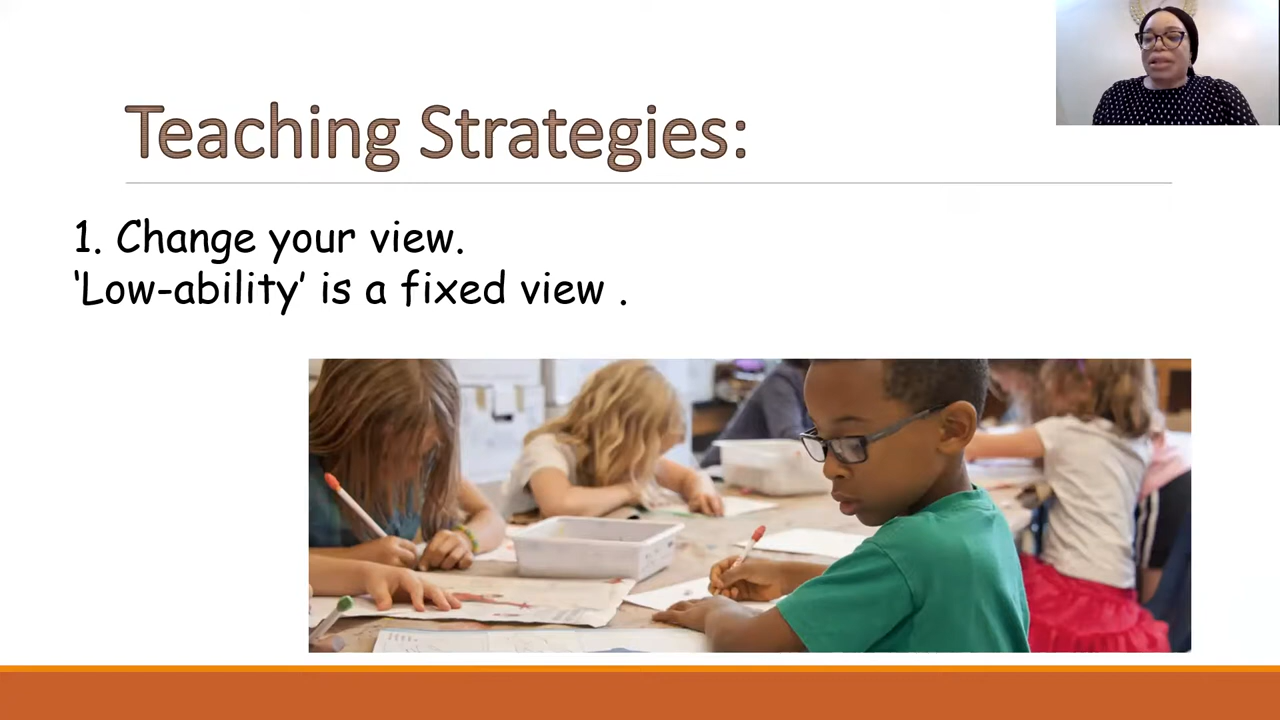 Teaching Strategies:
1. Change your view.
‘Low-ability’ is a fixed view .